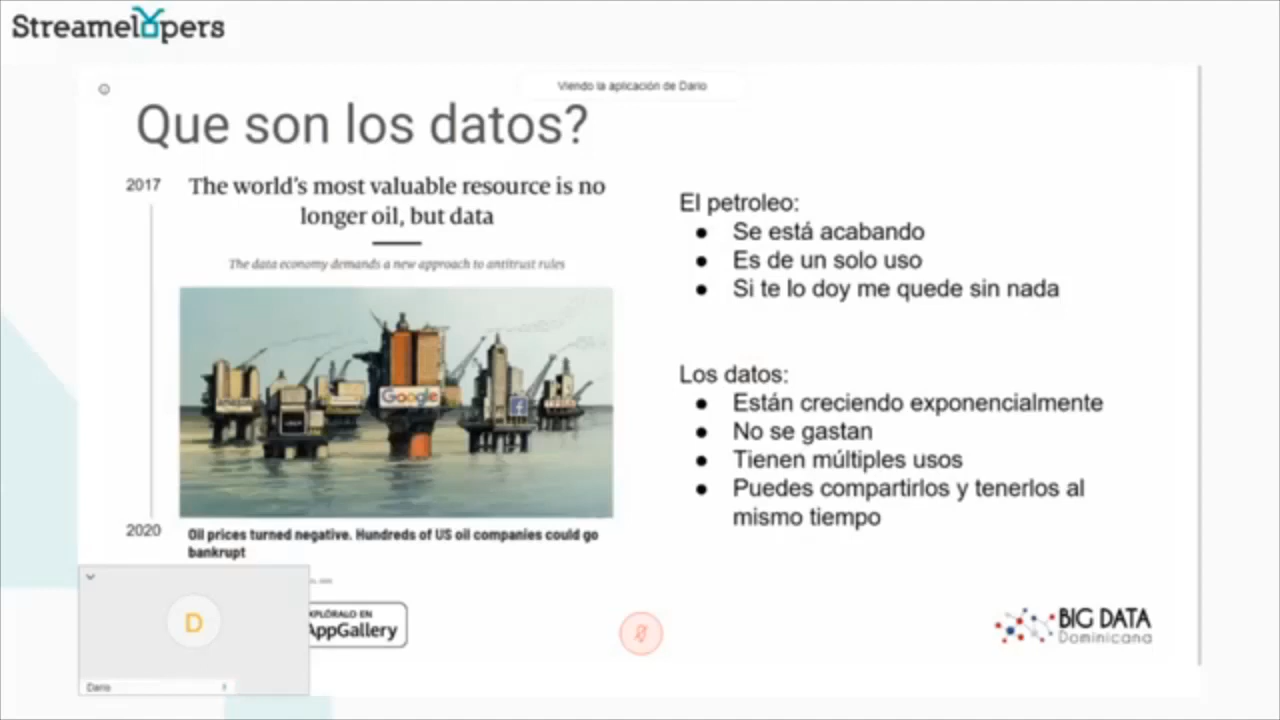 Streamelopers
Viendo la aplicación de Dario
Que son los datos?
2017
The world's most valuable resource is no
longer oil, but data
The data economy demands a new approach to antitrust rules
Google
2020
Oil prices turned negative. Hundreds of US oil companies could go
bankrupt
El petroleo:
● Se está acabando
● Es de un solo uso
● Si te lo doy me quede sin nada
Los datos:
● Están creciendo exponencialmente
● No se gastan
● Tienen múltiples usos
● Puedes compartirlos y tenerlos al
mismo tiempo
D
Dario
XPLÓRALO EN
AppGallery
BIG DATA
Dominicana